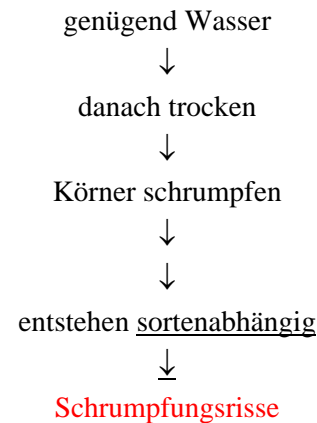 genügend Wasser
↓
danach trocken
↓
Körner schrumpfen
↓
↓
entstehen sortenabhängig
↓
Schrumpfungsrisse